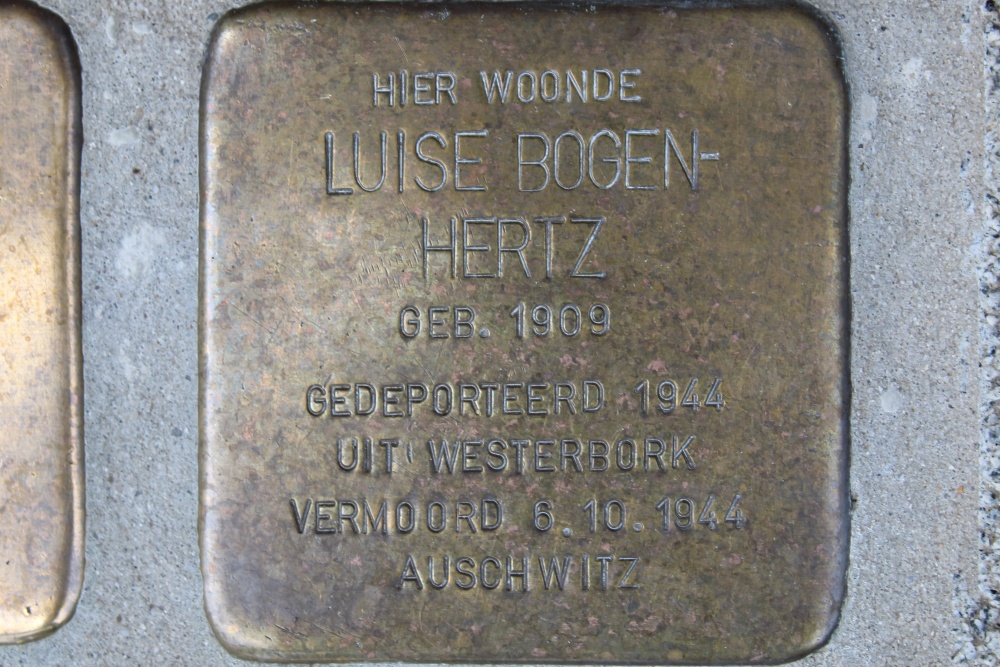 HIER WOONDE
LUISE BOGEN-
HERTZ
GEB. 1909
GEDEPORTEERD 1944
UIT WESTERBORK
VERMOORD 6.10.1944
AUSCHWITZ